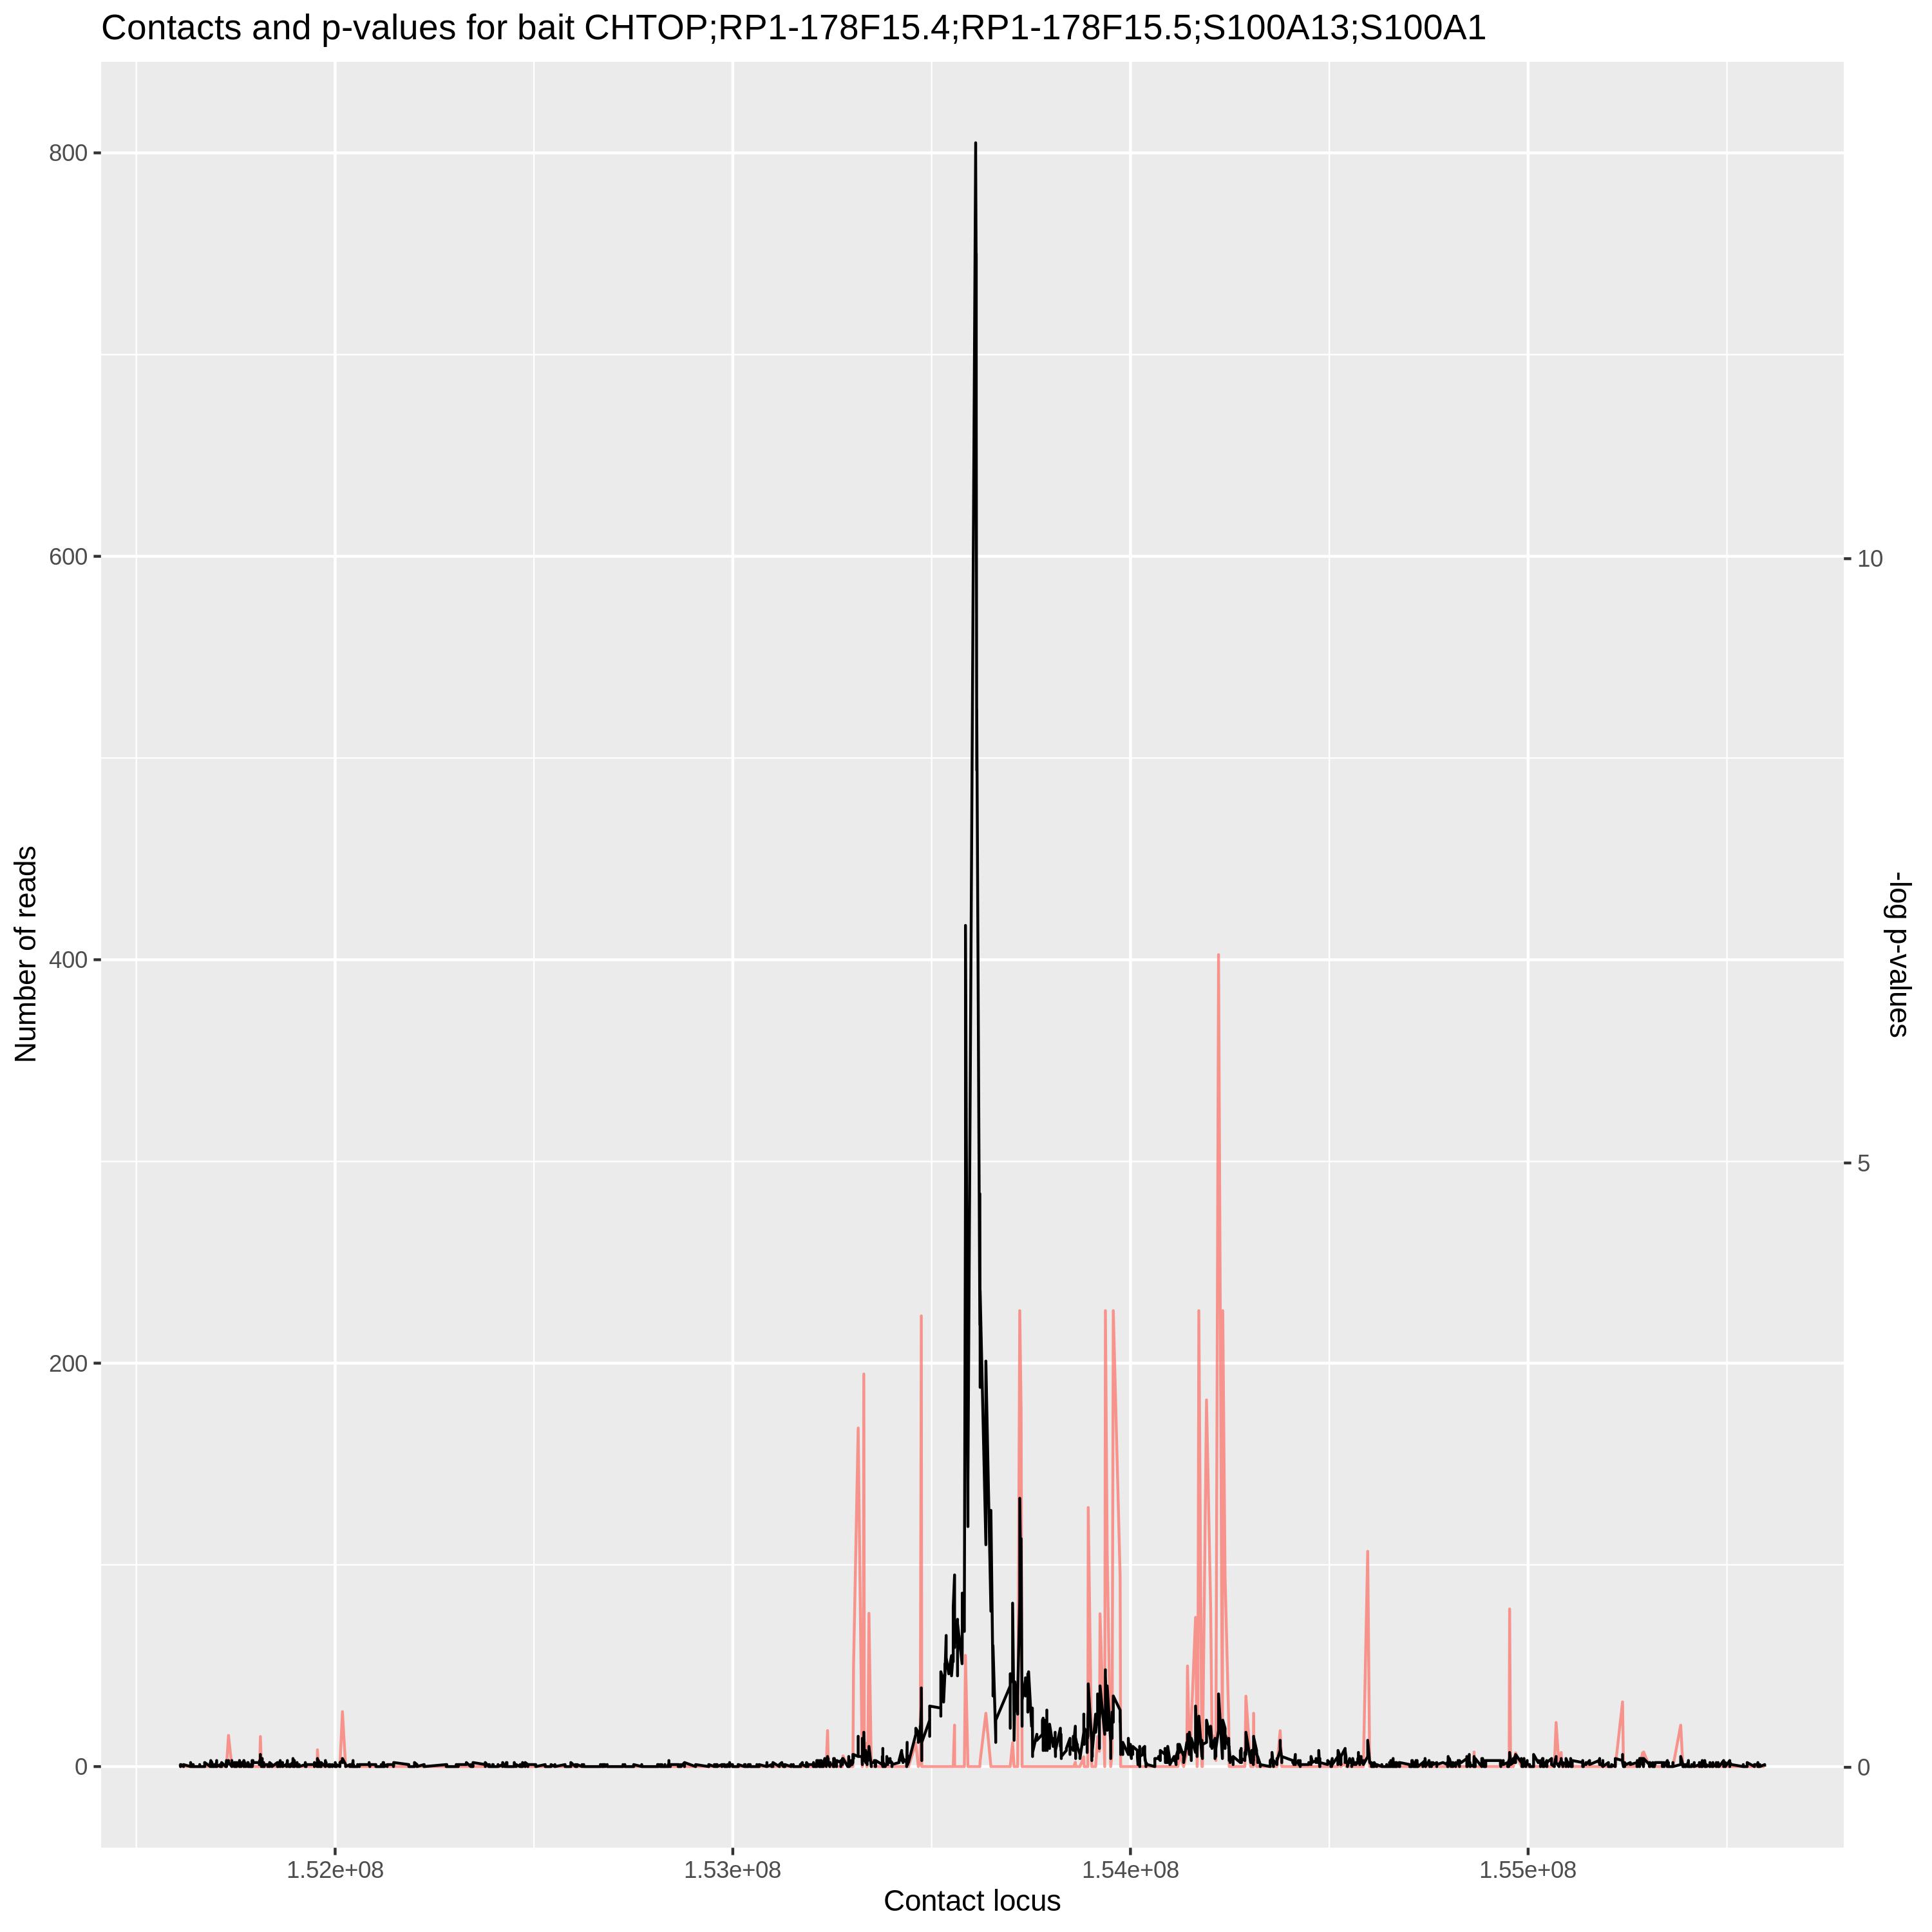 Contacts and p-values for bait CHTOP;RP1-178F15.4;RP1-178F15.5;S100A13;S100A1
800
600
400
200
0
Number of reads
10
5
0
-log p-values
1.52e+08
1.53e+08
1.54e+08
1.55e+08
Contact locus